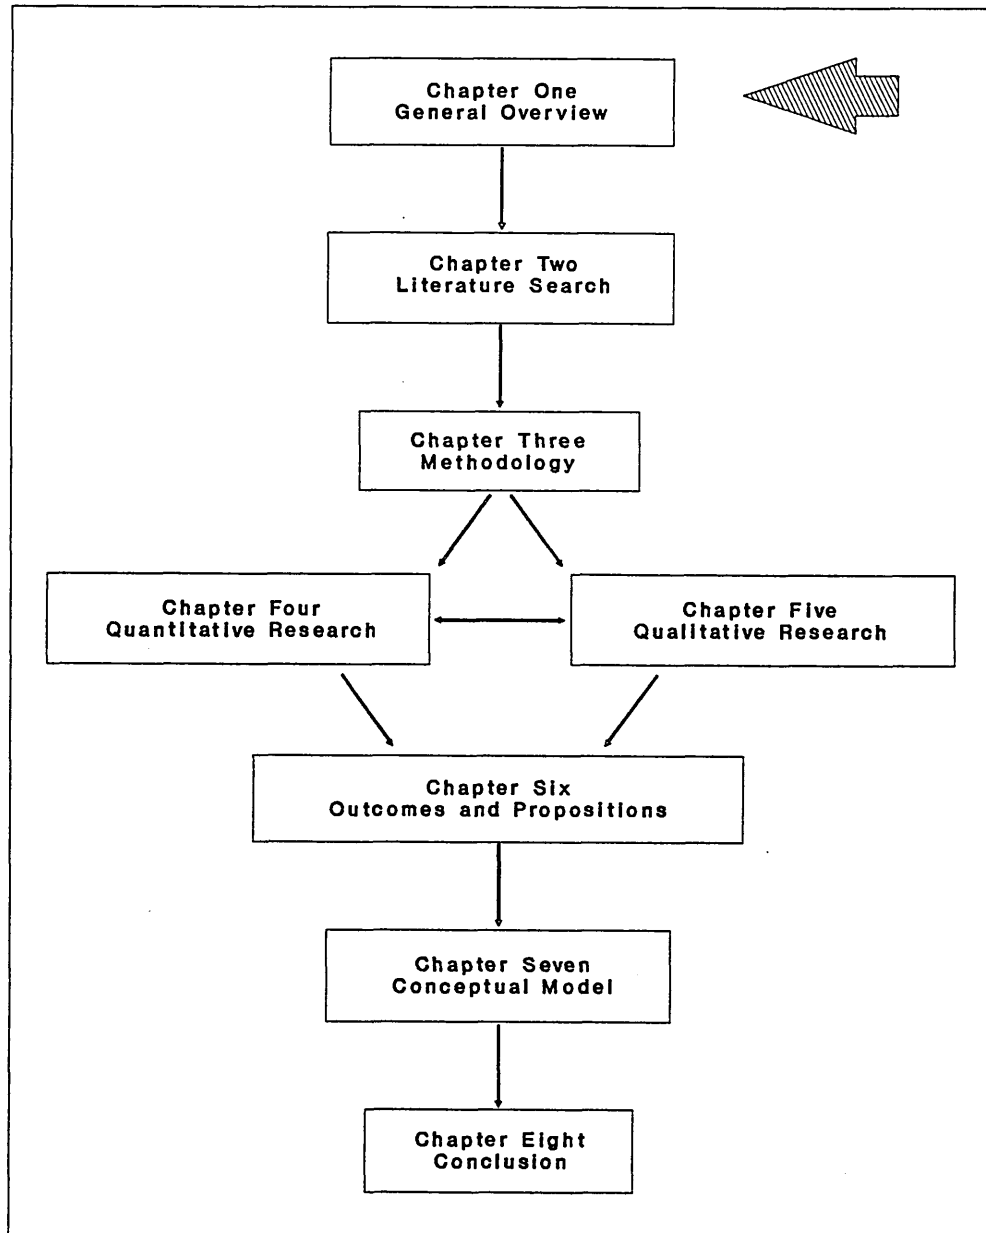 Chapter One
General Overview
Chapter Two
Literature Search
Chapter Three
Methodology
Chapter Four
Quantitative Research
Chapter Five
Qualitative Research
Chapter Six
Outcomes and Propositions
Chapter Seven
Conceptual Model
Chapter Eight
Conclusion